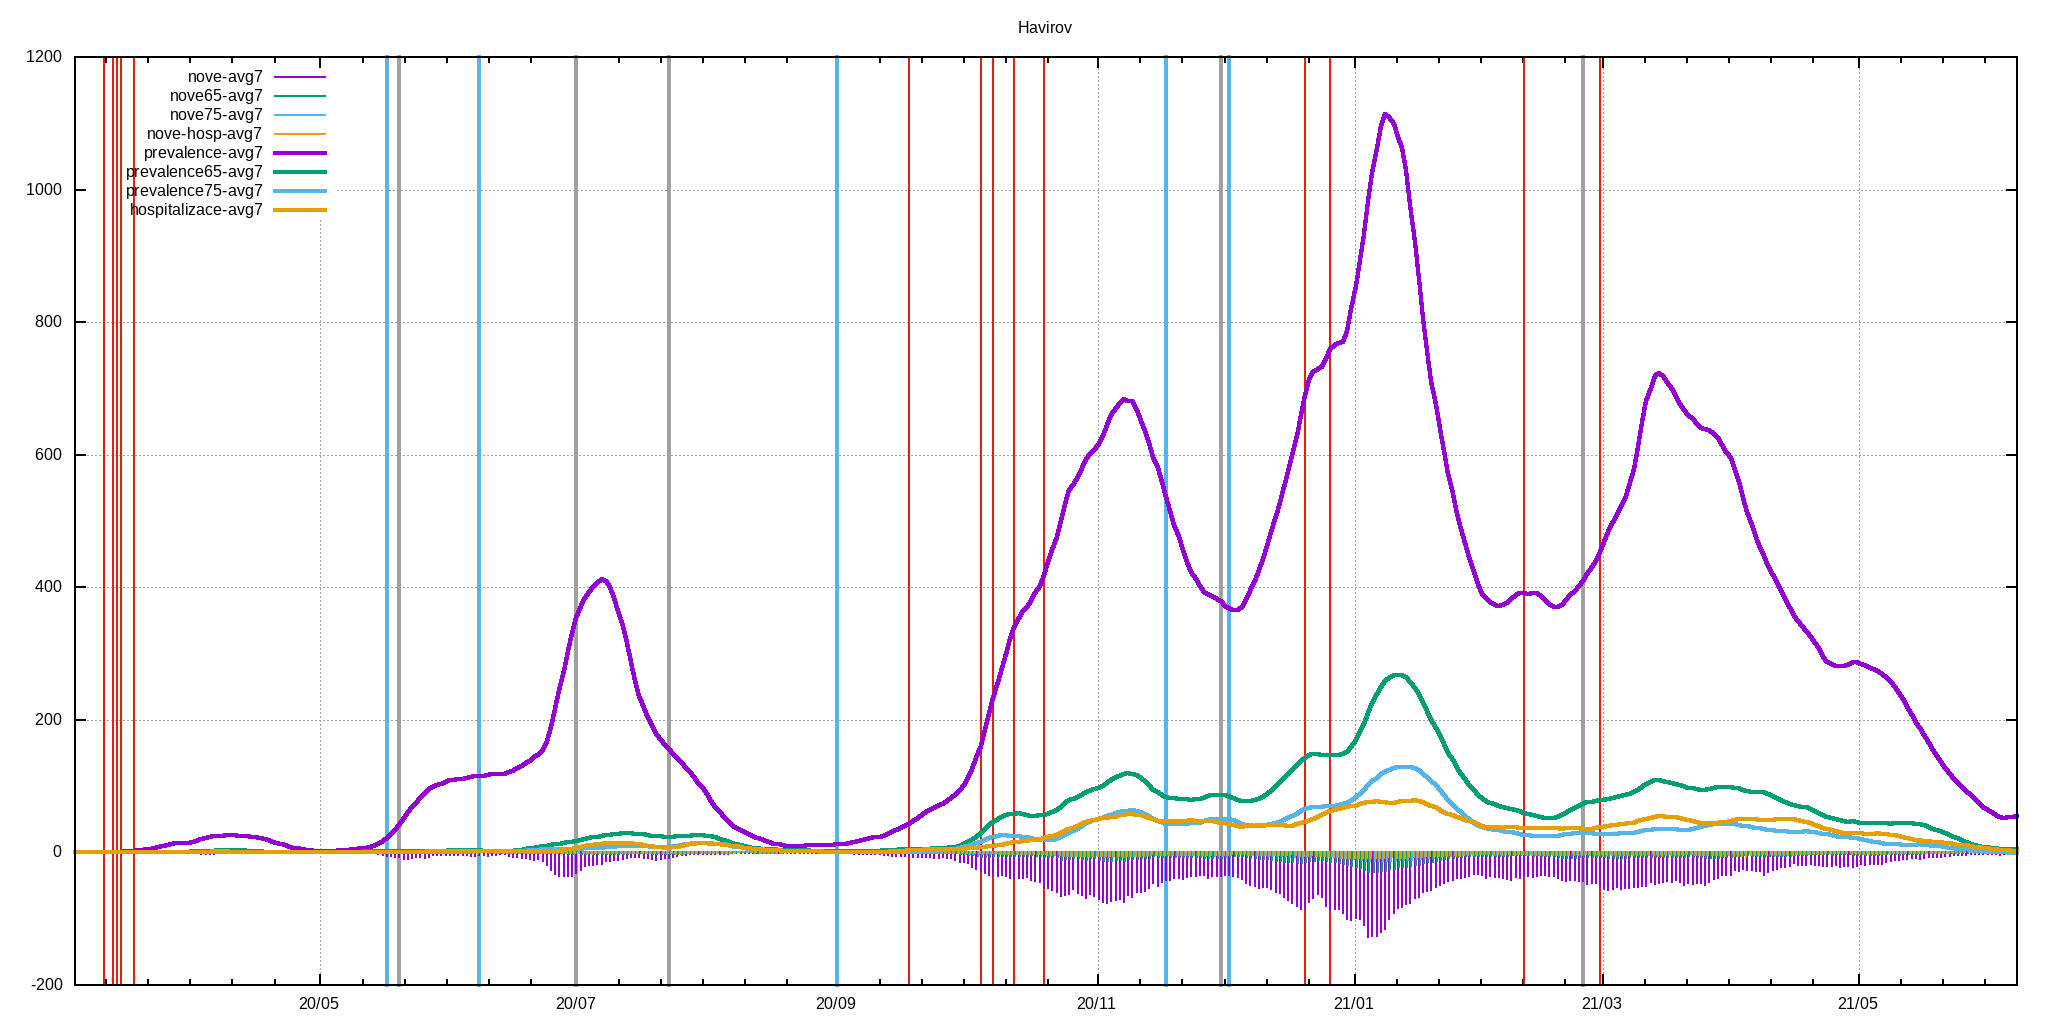 Havirov
1200
1000
800
600
400
200
0
-200
nove-avg7
nove65-avg7
nove75-avg7
nove-hosp-avg7
prevalence-avg7
prevalence65-avg7
prevalence75-avg7
hospitalizace-avg7
20/05 20/07 20/09 20/11 21/01 21/03 21/05